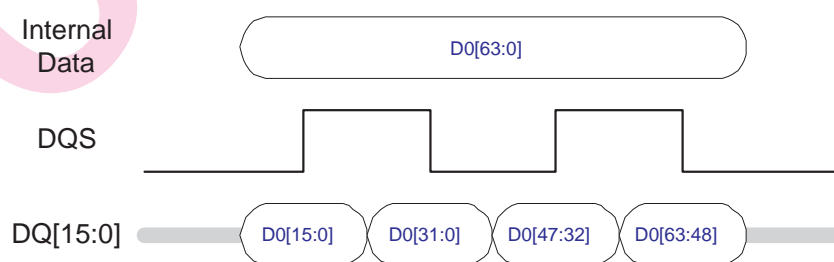 Internal
Data
D0[63:0]
DQS
DQ[15:0]
D0[15:0]
D0[31:0]
D0[47:32]
D0[63:48]